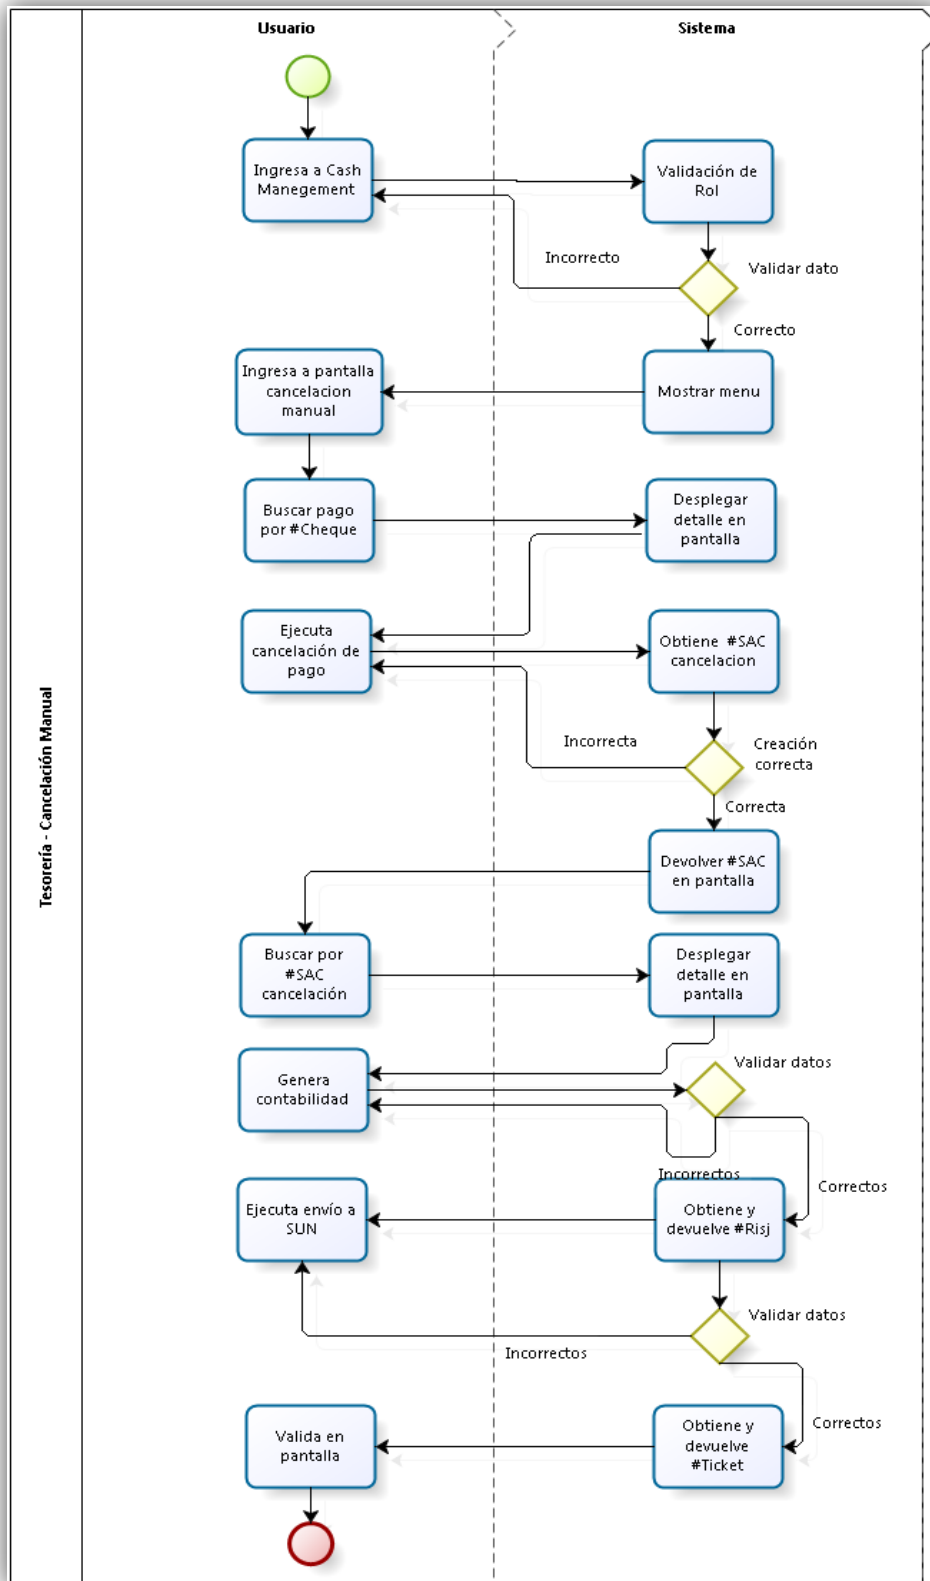 Usuario
Sistema
Tesorería - Cancelación Manual
Ingresa a Cash
Manegement
Validación de
Rol
Incorrecto
Validar dato
Correcto
Ingresa a pantalla
cancelacion
manual
Mostrar menu
Buscar pago
por #Cheque
Desplegar
detalle en
pantalla
Ejecuta
cancelación de
pago
Obtiene #SAC
cancelacion
Incorrecta
Creación
correcta
Correcta
Devolver #SAC
en pantalla
Buscar por
#SAC
cancelación
Desplegar
detalle en
pantalla
Genera
contabilidad
Validar datos
Incorrectos
Correctos
Ejecuta envío a
SUN
Obtiene y
devuelve #Risj
Validar datos
Incorrectos
Correctos
Valida en
pantalla
Obtiene y
devuelve
#Ticket